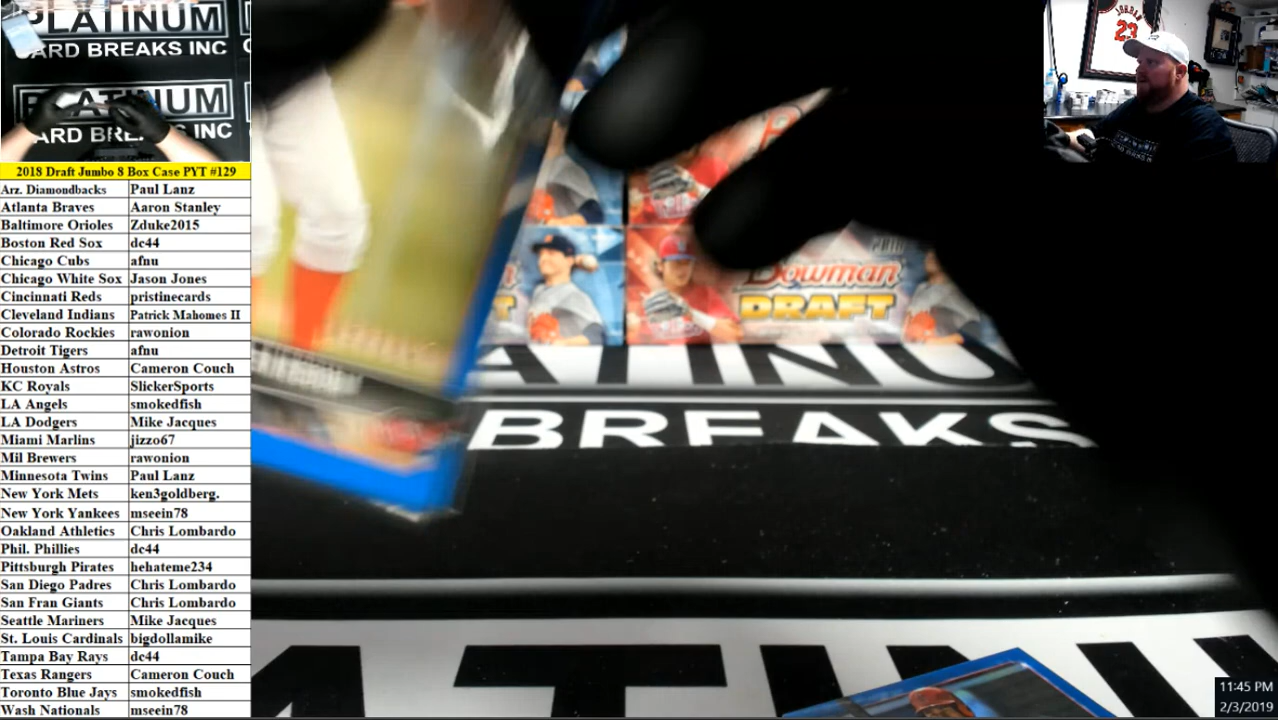 PLATINUM
CARD BREAKS INC
PLATINUM
CARD BREAKS INC
2018 Draft Jumbo 8 Box Case PYT #129
Arz. Diamondbacks Paul Lanz
Atlanta Braves Aaron Stanley
Baltimore Orioles Zduke2015
Boston Red Sox dc44
Chicago Cubs afnu
Chicago White Sox Jason Jones
Cincinnati Reds pristinecards
Cleveland Indians Patrick Mahomes II
Colorado Rockies rawonion
Detroit Tigers afnu
Houston Astros Cameron Couch
KC Royals SlickerSports
LA Angels smokedfish
LA Dodgers Mike Jacques
Miami Marlins jizzo67
Mil Brewers rawonion
Minnesota Twins Paul Lanz
New York Mets ken3goldberg.
New York Yankees mseein78
Oakland Athletics Chris Lombardo
Phil. Phillies dc44
Pittsburgh Pirates hehateme234
San Diego Padres Chris Lombardo
San Fran Giants Chris Lombardo
Seattle Mariners Mike Jacques
St. Louis Cardinals bigdollamike
Tampa Bay Rays dc44
Texas Rangers Cameron Couch
Toronto Blue Jays smokedfish
Wash Nationals mseein78
JORDAN
23
2018
Bowman
DRAFT
ATINU
BREAKS
ATINU
11:45 PM
2/3/2019